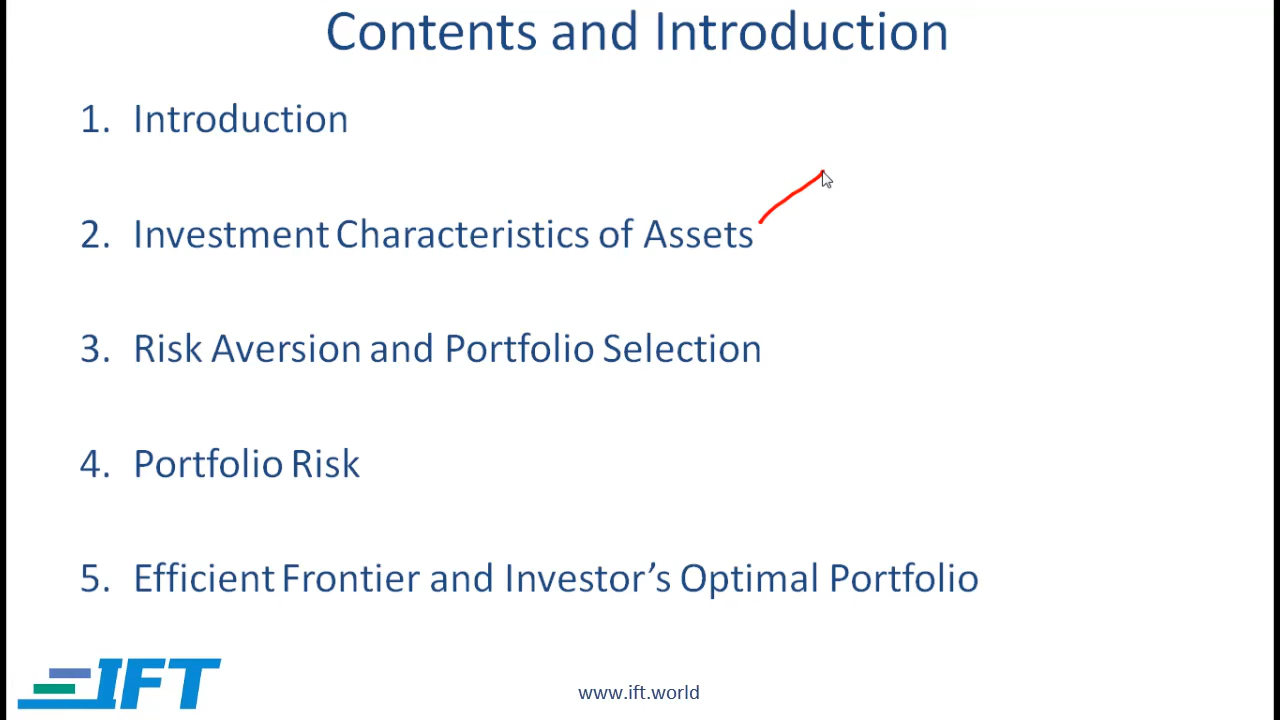 Contents and Introduction
1. Introduction
2. Investment Characteristics of Assets
3. Risk Aversion and Portfolio Selection
4. Portfolio Risk
5. Efficient Frontier and Investor’s Optimal Portfolio
IFT
www.ift.world